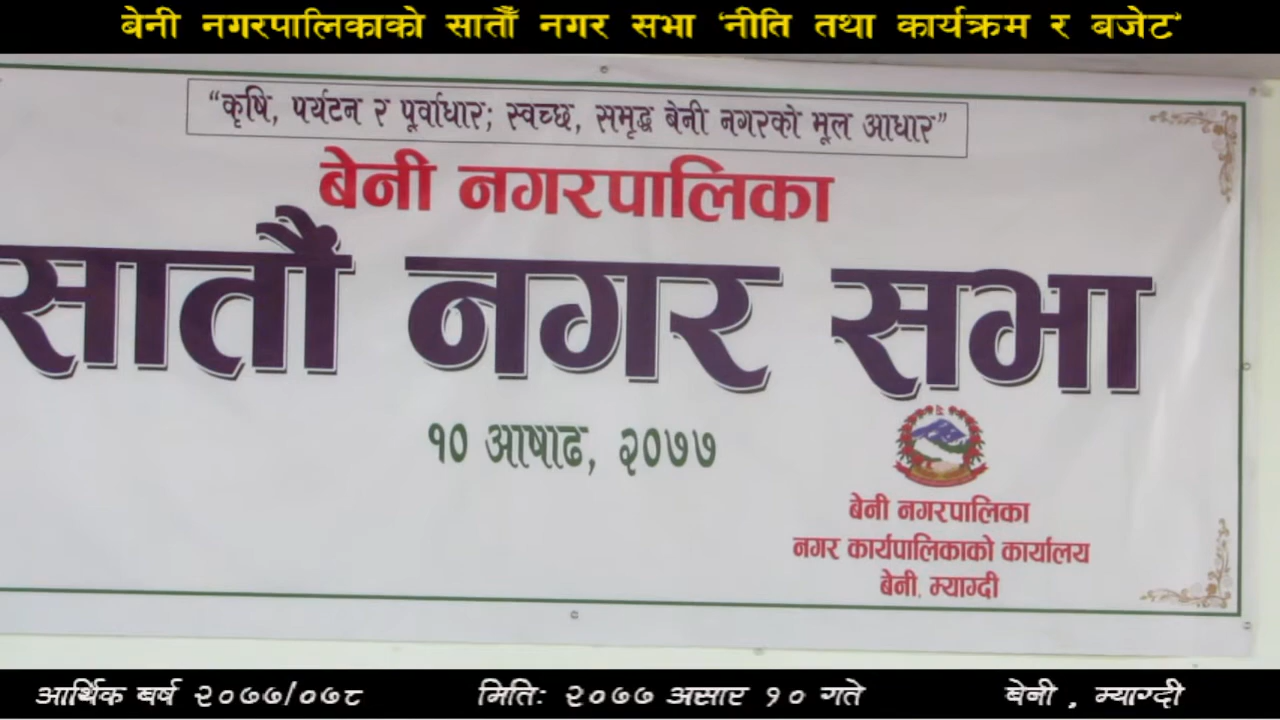 बेनी नगरपालिकाको सातौँ नगर सभा ‘नीति तथा कार्यक्रम र बजेट’
“कृषि, पर्यटन र पूर्वाधार; स्वच्छ, समृद्ध बेनी नगरको मूल आधार”
बेनी नगरपालिका
सातौं नगर सभा
१० आषाढ, २०७७
बेनी नगरपालिका
नगर कार्यपालिकाको कार्यालय
बेनी, म्याग्दी
आर्थिक बर्ष २०७७/०७८ मितिः २०७७ असार १० गते बेनी , म्याग्दी